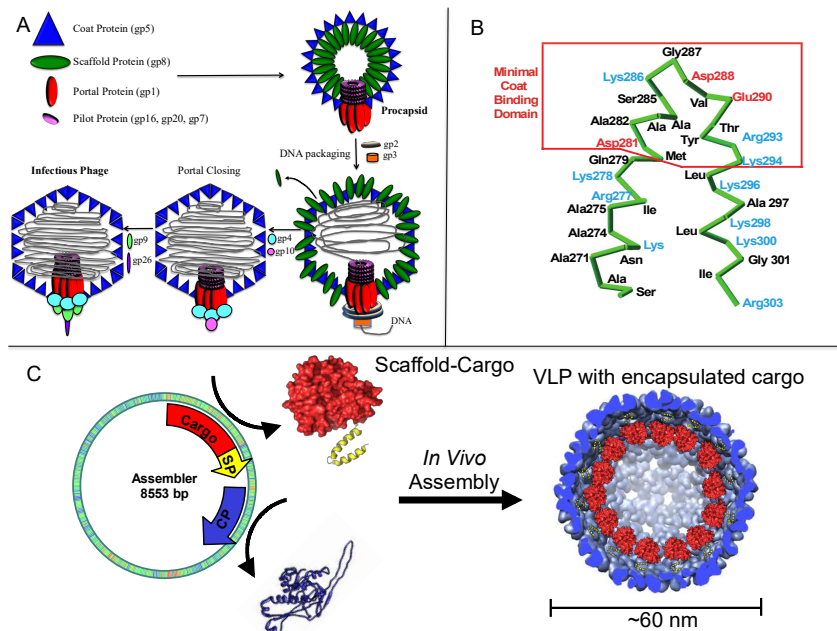 A
Coat Protein (gp5)
Scaffold Protein (gp8)
Portal Protein (gp1)
Pilot Protein (gp16, gp20, gp7)
Procapsid
DNA packaging
gp2
gp3
Infectious Phage
Portal Closing
gp9
gp26
gp4
gp10
DNA
B
Minimal
Coat
Binding
Domain
Gly287
Lys286
Asp288
Ser285
Val
Glu290
Ala282
Ala
Ala
Thr
Tyr
Arg293
Asp281
Gln279
Met
Lys294
Lys278
Leu
Lys296
Arg277
Ala275
Ile
Ala 297
Ala274
Lys
Leu
Lys298
Lys300
Ala271
Asn
Gly 301
Ala
Ile
Ser
Arg303
C
Scaffold-Cargo
VLP with encapsulated cargo
Cargo
SP
CP
Assembler
8553 bp
In Vivo
Assembly
~60 nm